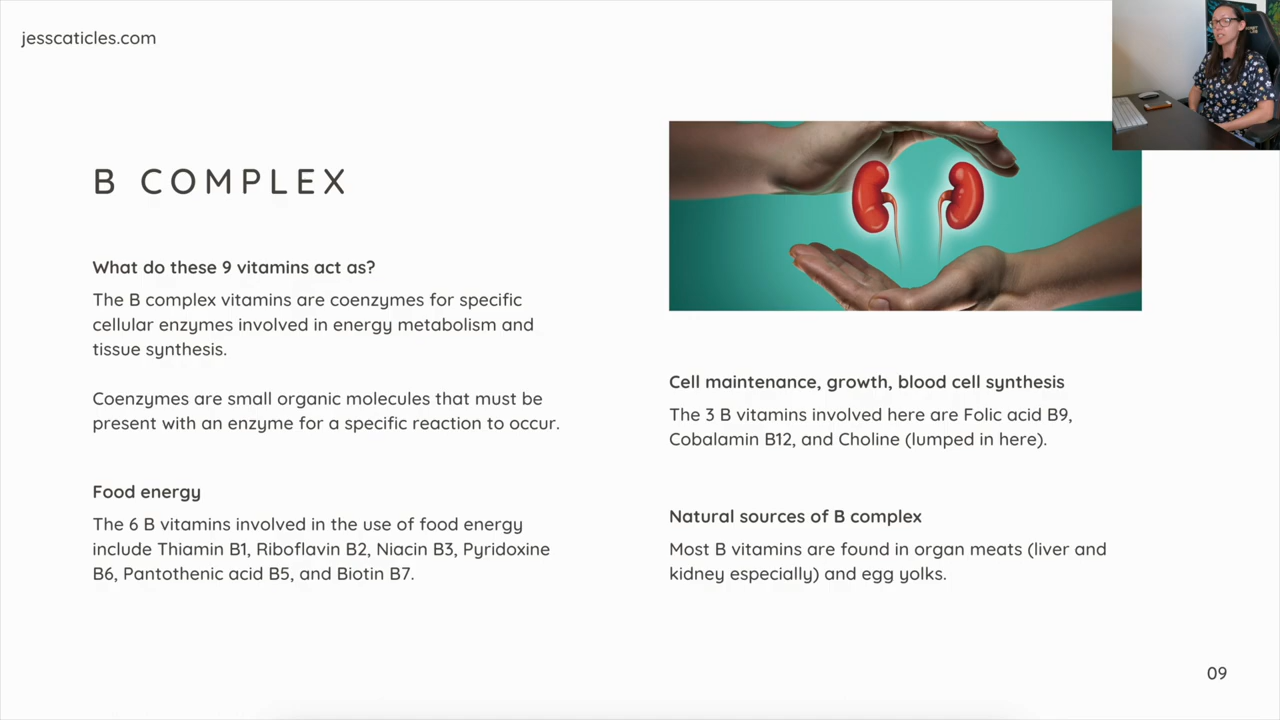 jesscaticles.com
B COMPLEX
What do these 9 vitamins act as?
The B complex vitamins are coenzymes for specific
cellular enzymes involved in energy metabolism and
tissue synthesis.
Coenzymes are small organic molecules that must be
present with an enzyme for a specific reaction to occur.
Food energy
The 6 B vitamins involved in the use of food energy
include Thiamin B1, Riboflavin B2, Niacin B3, Pyridoxine
B6, Pantothenic acid B5, and Biotin B7.
Cell maintenance, growth, blood cell synthesis
The 3 B vitamins involved here are Folic acid B9,
Cobalamin B12, and Choline (lumped in here).
Natural sources of B complex
Most B vitamins are found in organ meats (liver and
kidney especially) and egg yolks.
09